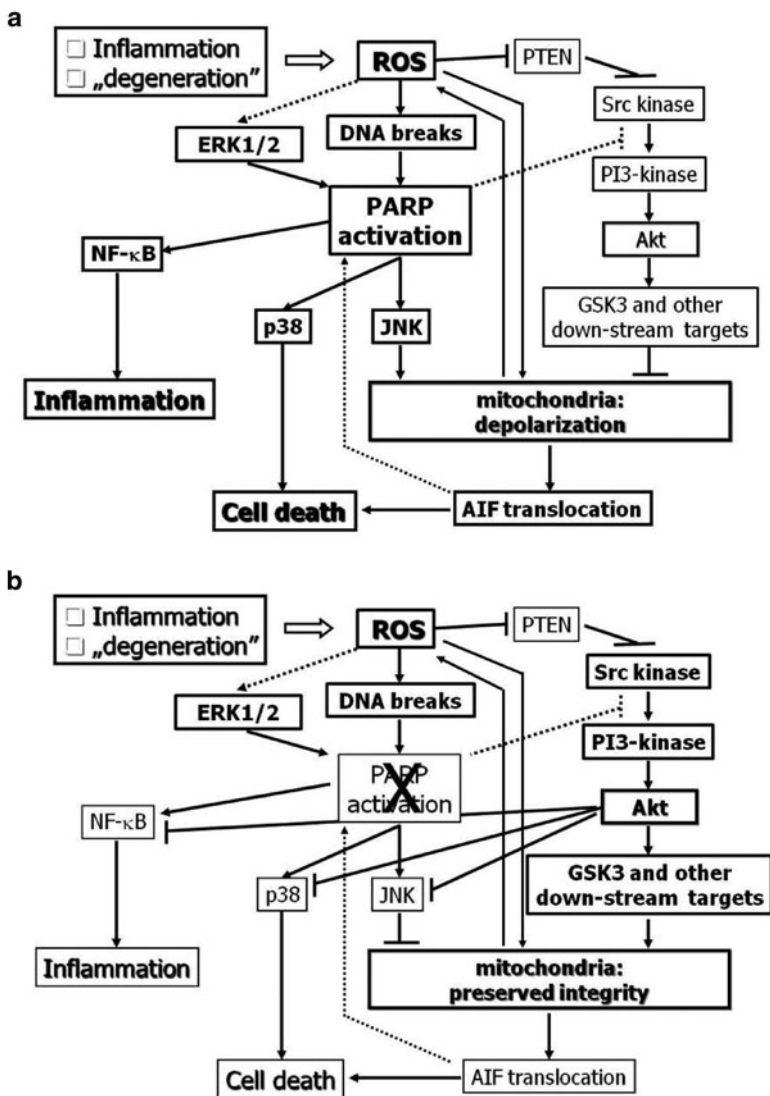 a
❑ Inflammation
❑ „degeneration”
ROS
PTEN
Src kinase
ERK1/2
DNA breaks
PI3-kinase
PARP
activation
NF-κB
Akt
p38
JNK
GSK3 and other
down-stream targets
Inflammation
mitochondria:
depolarization
Cell death
AIF translocation
b
❑ Inflammation
❑ „degeneration”
ROS
PTEN
Src kinase
ERK1/2
DNA breaks
PI3-kinase
PARP
activation
X
NF-κB
Akt
p38
JNK
GSK3 and other
down-stream targets
Inflammation
mitochondria:
preserved integrity
Cell death
AIF translocation